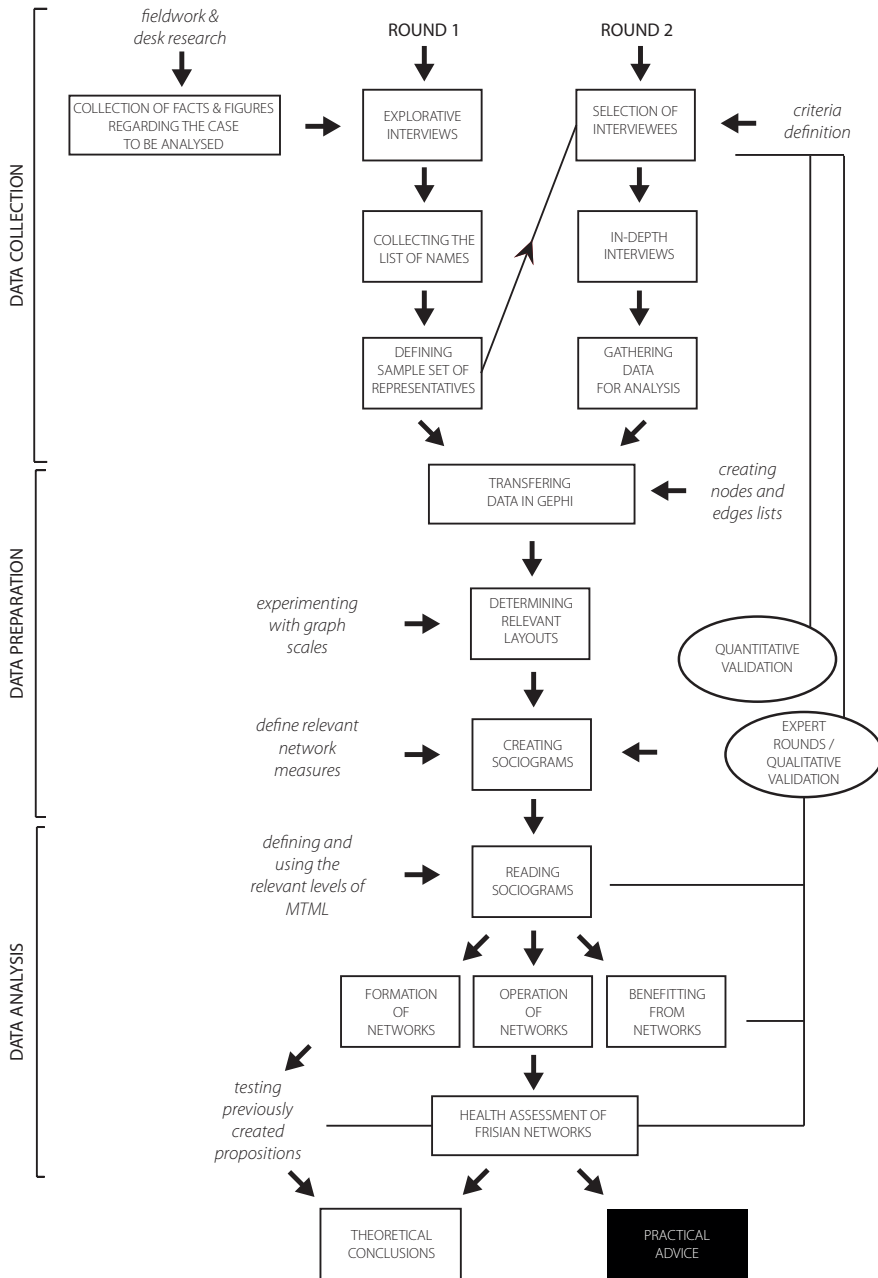 fieldwork &
desk research
ROUND 1
ROUND 2
COLLECTION OF FACTS & FIGURES
REGARDING THE CASE
TO BE ANALYSED
EXPLORATIVE
INTERVIEWS
SELECTION OF
INTERVIEWEES
criteria
definition
DATA COLLECTION
COLLECTING THE
LIST OF NAMES
IN-DEPTH
INTERVIEWS
DEFINING
SAMPLE SET OF
REPRESENTATIVES
GATHERING
DATA
FOR ANALYSIS
TRANSFERING
DATA IN GEPHI
creating
nodes and
edges lists
DATA PREPARATION
experimenting
with graph
scales
DETERMINING
RELEVANT
LAYOUTS
QUANTITATIVE
VALIDATION
define relevant
network
measures
CREATING
SOCIOGRAMS
EXPERT
ROUNDS /
QUALITATIVE
VALIDATION
DATA ANALYSIS
defining and
using the
relevant levels of
MTML
READING
SOCIOGRAMS
FORMATION
OF
NETWORKS
OPERATION
OF
NETWORKS
BENEFITTING
FROM
NETWORKS
testing
previously
created
propositions
HEALTH ASSESSMENT OF
FRISIAN NETWORKS
THEORETICAL
CONCLUSIONS
PRACTICAL
ADVICE